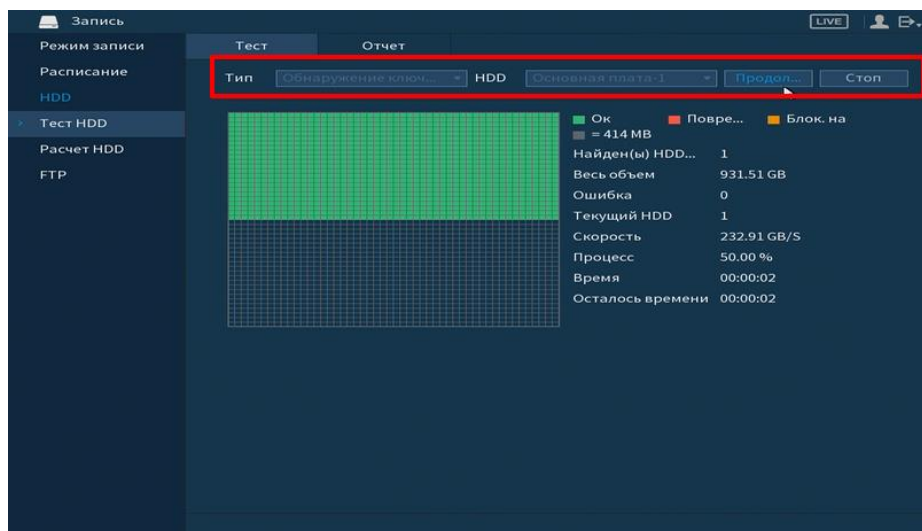 Запись
LIVE
Режим записи
Расписание
HDD
Тест HDD
Расчет HDD
FTP
Тест Отчет
Тип Обнаружение ключ... HDD Основная плата-1 Продол... Стоп
Ок Повре... Блок. на
= 414 MB
Найден(ы) HDD... 1
Весь объем 931.51 GB
Ошибка 0
Текущий HDD 1
Скорость 232.91 GB/S
Процесс 50.00 %
Время 00:00:02
Осталось времени 00:00:02